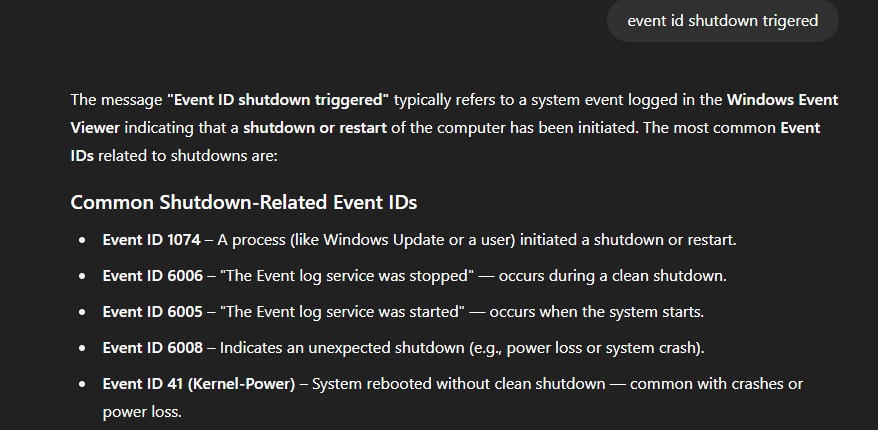 event id shutdown trigered
The message "Event ID shutdown triggered" typically refers to a system event logged in the Windows Event
Viewer indicating that a shutdown or restart of the computer has been initiated. The most common Event
IDs related to shutdowns are:
Common Shutdown-Related Event IDs
• Event ID 1074 – A process (like Windows Update or a user) initiated a shutdown or restart.
• Event ID 6006 – "The Event log service was stopped" — occurs during a clean shutdown.
• Event ID 6005 – "The Event log service was started" — occurs when the system starts.
• Event ID 6008 – Indicates an unexpected shutdown (e.g., power loss or system crash).
• Event ID 41 (Kernel-Power) – System rebooted without clean shutdown — common with crashes or
power loss.